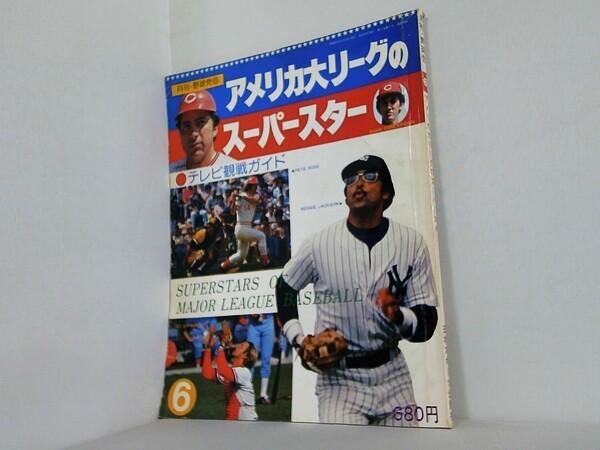 月刊・野球党⑥
アメリカ大リーグの
スーパースター
●テレビ観戦ガイド
◀PETE ROSE
REGGIE JACKSON▶
SUPERSTARS OF
MAJOR LEAGUE BASEBALL
6
680円